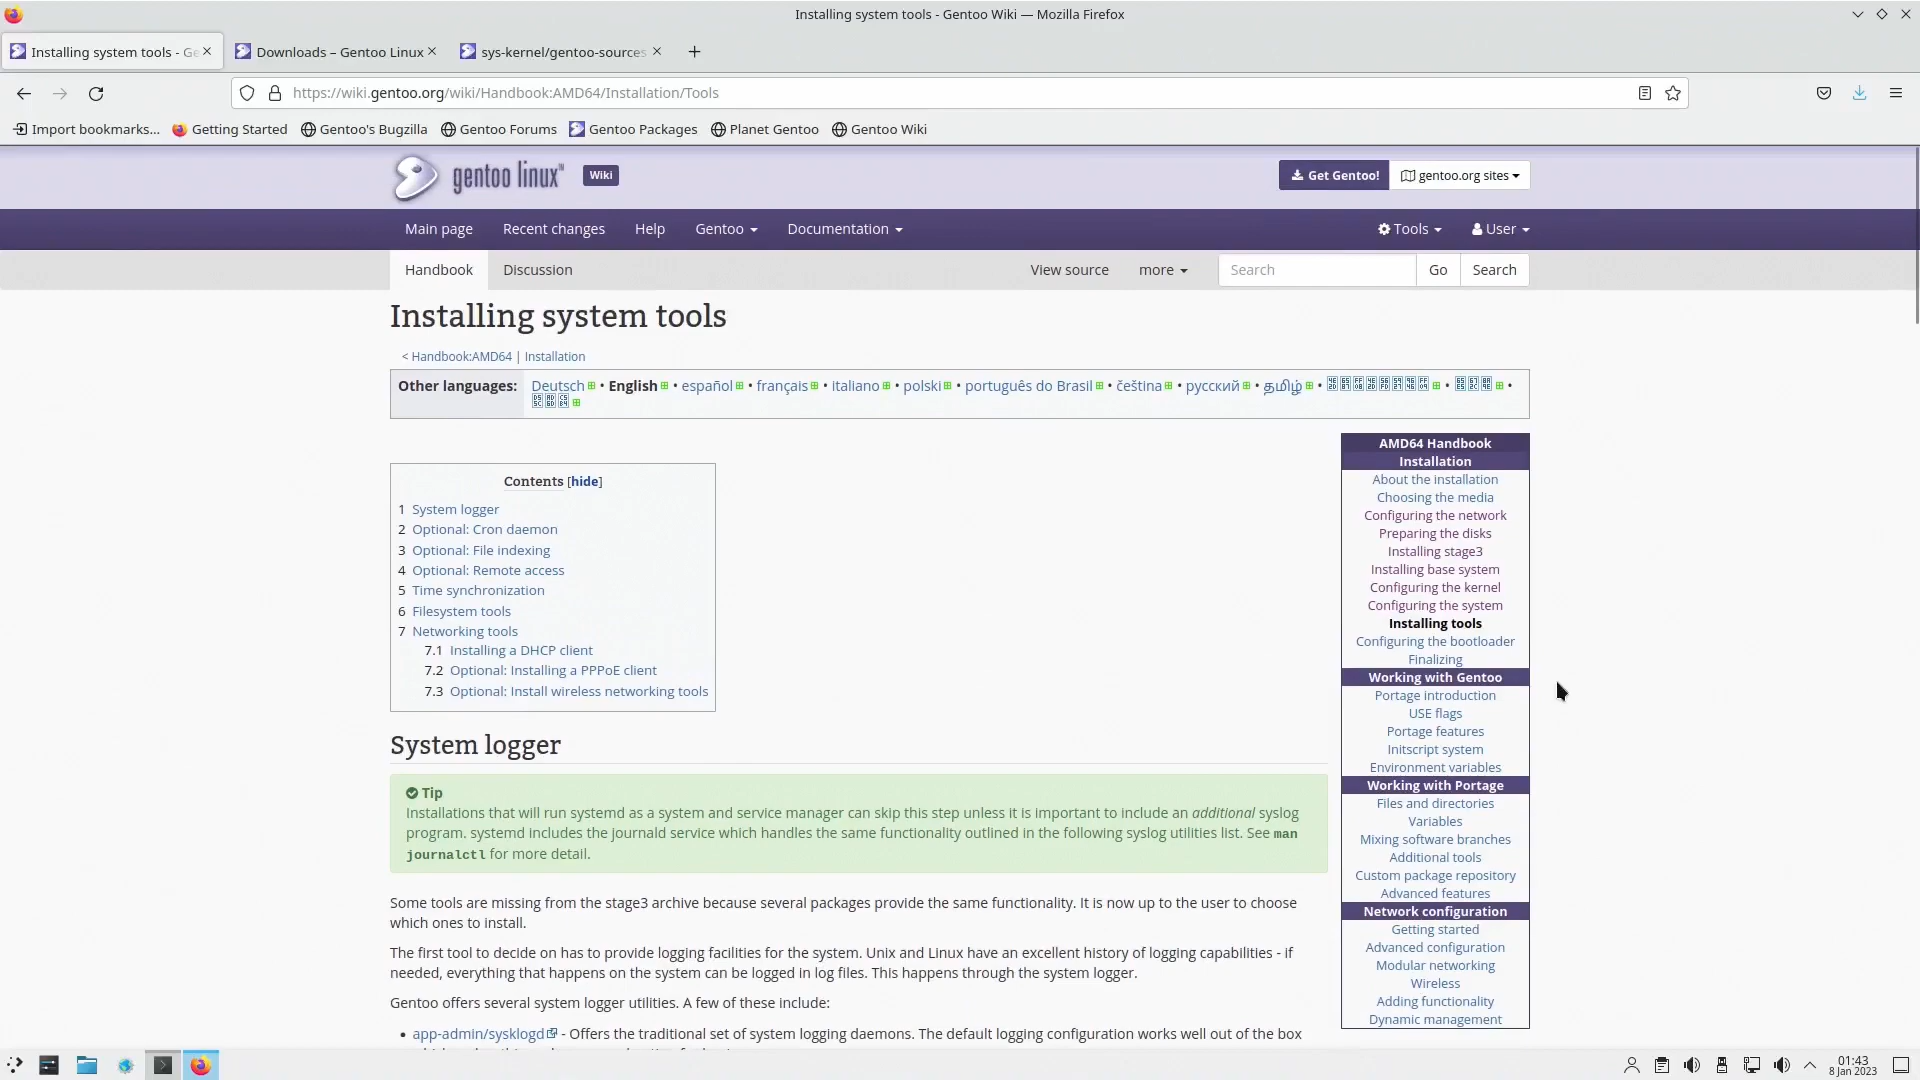 Installing system tools - Gentoo Wiki — Mozilla Firefox
Installing system tools - Ge
Downloads – Gentoo Linux
sys-kernel/gentoo-sources
https://wiki.gentoo.org/wiki/Handbook:AMD64/Installation/Tools
Import bookmarks... Getting Started Gentoo's Bugzilla Gentoo Forums Gentoo Packages Planet Gentoo Gentoo Wiki
gentoo linux™ Wiki
Get Gentoo! gentoo.org sites
Main page Recent changes Help Gentoo Documentation Tools User
Handbook Discussion View source more Search Go Search
Installing system tools
< Handbook:AMD64 | Installation
Other languages: Deutsch • English • español • français • italiano • polski • português do Brasil • čeština • русский • தமிழ் • •
Contents [hide]
1 System logger
2 Optional: Cron daemon
3 Optional: File indexing
4 Optional: Remote access
5 Time synchronization
6 Filesystem tools
7 Networking tools
7.1 Installing a DHCP client
7.2 Optional: Installing a PPPoE client
7.3 Optional: Install wireless networking tools
AMD64 Handbook
Installation
About the installation
Choosing the media
Configuring the network
Preparing the disks
Installing stage3
Installing base system
Configuring the kernel
Configuring the system
Installing tools
Configuring the bootloader
Finalizing
Working with Gentoo
Portage introduction
USE flags
Portage features
Initscript system
Environment variables
Working with Portage
Files and directories
Variables
Mixing software branches
Additional tools
Custom package repository
Advanced features
Network configuration
Getting started
Advanced configuration
Modular networking
Wireless
Adding functionality
Dynamic management
System logger
Tip
Installations that will run systemd as a system and service manager can skip this step unless it is important to include an additional syslog
program. systemd includes the journald service which handles the same functionality outlined in the following syslog utilities list. See man
journalctl for more detail.
Some tools are missing from the stage3 archive because several packages provide the same functionality. It is now up to the user to choose
which ones to install.
The first tool to decide on has to provide logging facilities for the system. Unix and Linux have an excellent history of logging capabilities - if
needed, everything that happens on the system can be logged in log files. This happens through the system logger.
Gentoo offers several system logger utilities. A few of these include:
• app-admin/sysklogd - Offers the traditional set of system logging daemons. The default logging configuration works well out of the box
01:43
8 Jan 2023